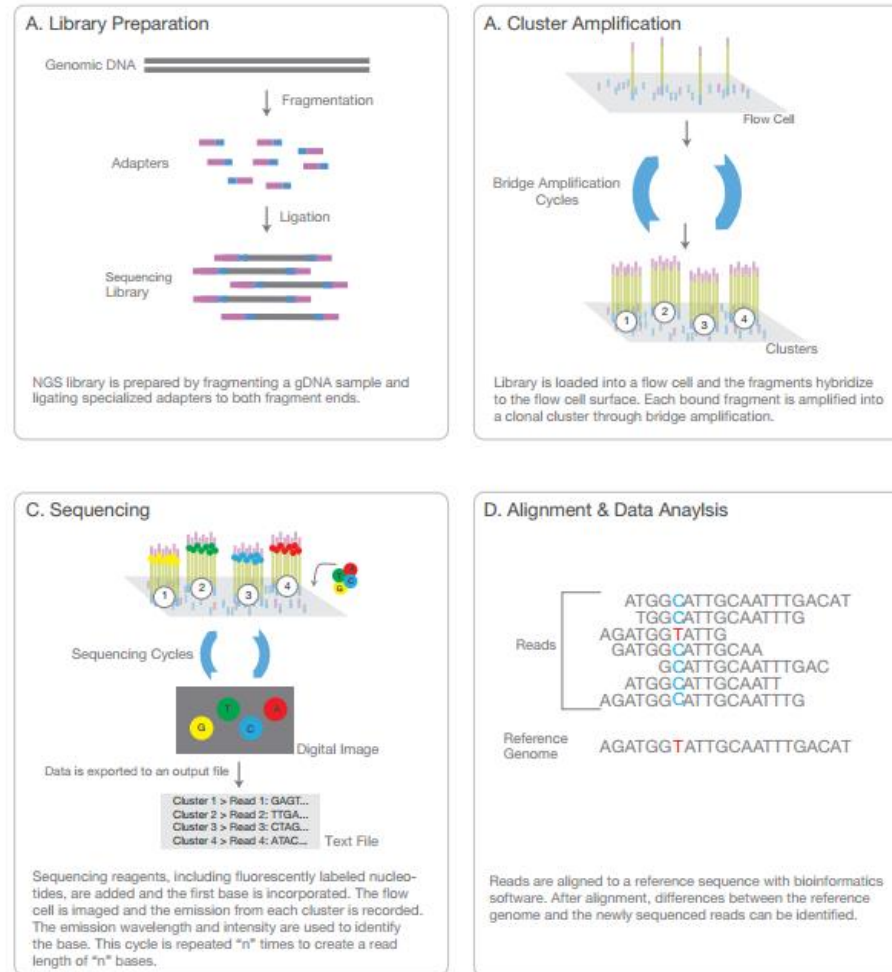 A. Library Preparation
Genomic DNA
Fragmentation
Adapters
Ligation
Sequencing
Library
NGS library is prepared by fragmenting a gDNA sample and
ligating specialized adapters to both fragment ends.
A. Cluster Amplification
Flow Cell
Bridge Amplification
Cycles
1
2
3
4
Clusters
Library is loaded into a flow cell and the fragments hybridize
to the flow cell surface. Each bound fragment is amplified into
a clonal cluster through bridge amplification.
C. Sequencing
1
2
3
4
T
A
G
C
Sequencing Cycles
T
A
G
C
Digital Image
Data is exported to an output file
Cluster 1 > Read 1: GAGT...
Cluster 2 > Read 2: TTGA...
Cluster 3 > Read 3: CTAG...
Cluster 4 > Read 4: ATAC...
Text File
Sequencing reagents, including fluorescently labeled nucleo-
tides, are added and the first base is incorporated. The flow
cell is imaged and the emission from each cluster is recorded.
The emission wavelength and intensity are used to identify
the base. This cycle is repeated "n" times to create a read
length of "n" bases.
D. Alignment & Data Anaylsis
Reads
ATGGCATTGCAATTTGACAT
TGGCATTGCAATTTG
AGATGGTATTG
GATGGCATTGCAA
GCATTGCAATTTGAC
ATGGCATTGCAATT
AGATGGCATTGCAATTTG
Reference
Genome
AGATGGTATTGCAATTTGACAT
Reads are aligned to a reference sequence with bioinformatics
software. After alignment, differences between the reference
genome and the newly sequenced reads can be identified.